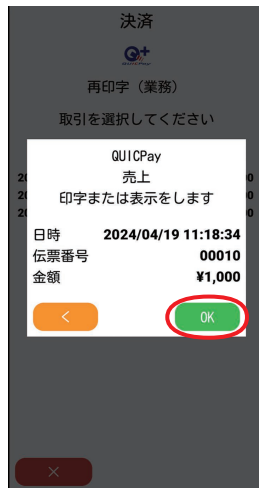 決済
Q+
QUICPay
再印字（業務）
取引を選択してください
QUICPay
売上
印字または表示をします
日時 2024/04/19 11:18:34
伝票番号 00010
金額 ¥1,000
< OK
×